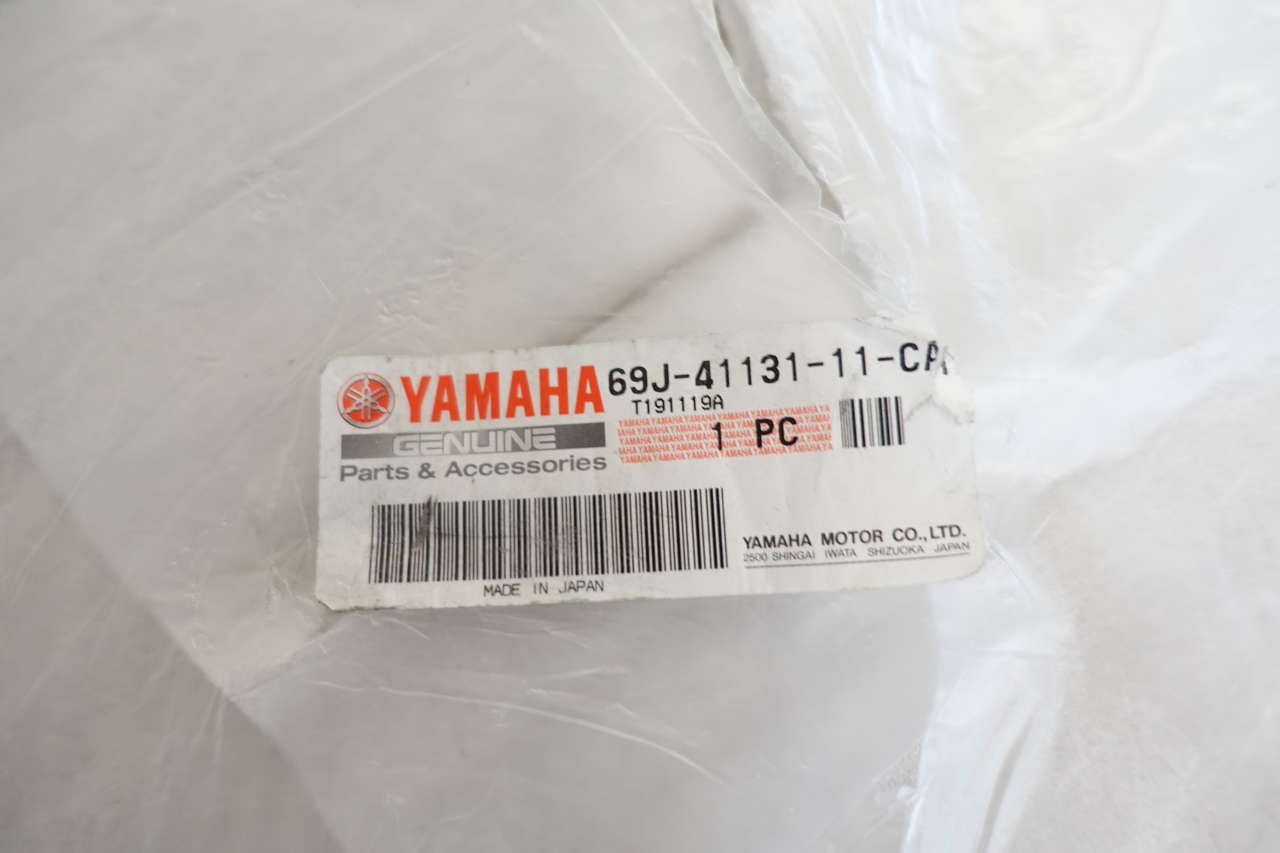 YAMAHA 69J-41131-11-CA
T191119A
GENUINE
1 PC
Parts & Accessories
YAMAHA MOTOR CO., LTD.
2500 SHINGAI IWATA SHIZUOKA JAPAN
MADE IN JAPAN